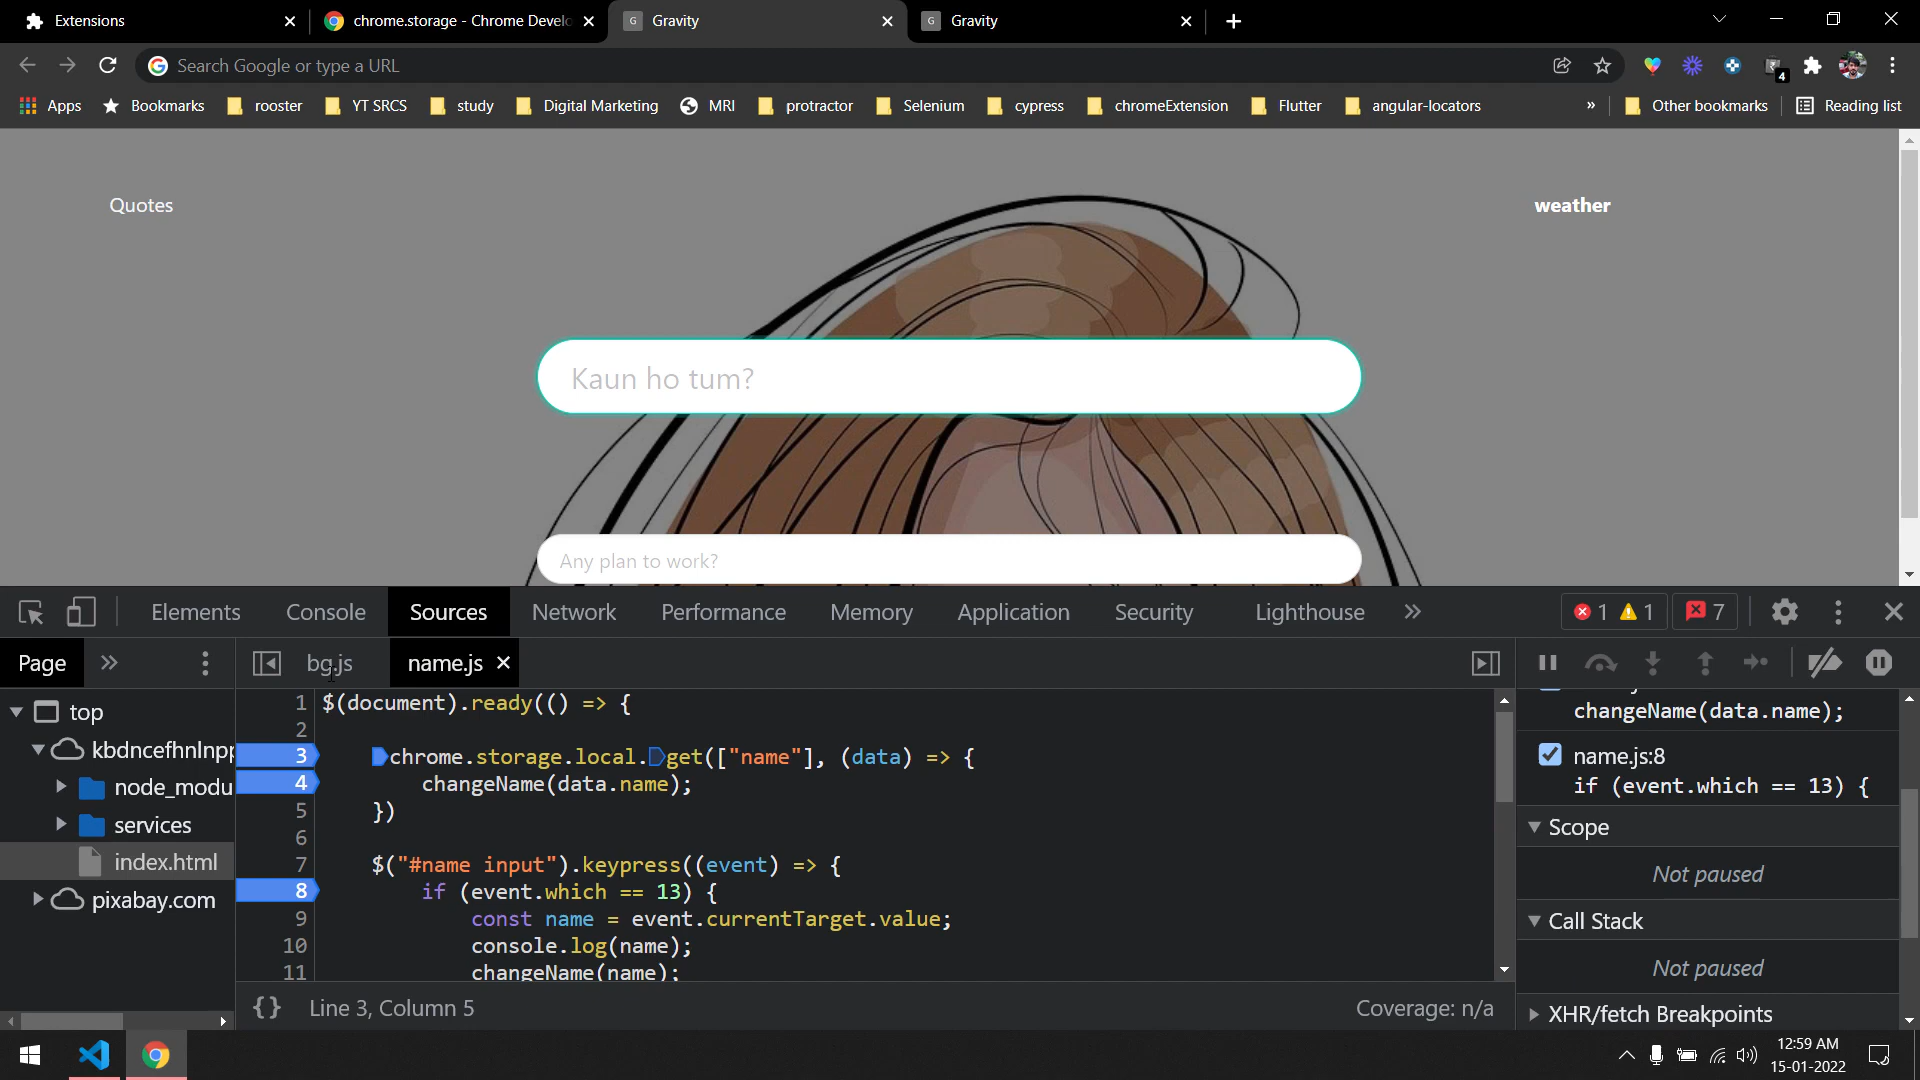 Extensions
chrome.storage - Chrome Develo
G Gravity
G Gravity
Search Google or type a URL
4
Apps
Bookmarks
rooster
YT SRCS
study
Digital Marketing
MRI
protractor
Selenium
cypress
chromeExtension
Flutter
angular-locators
»
Other bookmarks
Reading list
Quotes
weather
Kaun ho tum?
Any plan to work?
Elements
Console
Sources
Network
Performance
Memory
Application
Security
Lighthouse
1
1
7
Page
bg.js
name.js
top
kbdncefhnlnpp
node_modu
services
index.html
pixabay.com
1 $(document).ready(() => {
2
3 chrome.storage.local.get(["name"], (data) => {
4 changeName(data.name);
5 })
6
7 $("#name input").keypress((event) => {
8 if (event.which == 13) {
9 const name = event.currentTarget.value;
10 console.log(name);
11 changeName(name);
{} Line 3, Column 5
Coverage: n/a
changeName(data.name);
name.js:8
if (event.which == 13) {
Scope
Not paused
Call Stack
Not paused
XHR/fetch Breakpoints
12:59 AM
15-01-2022